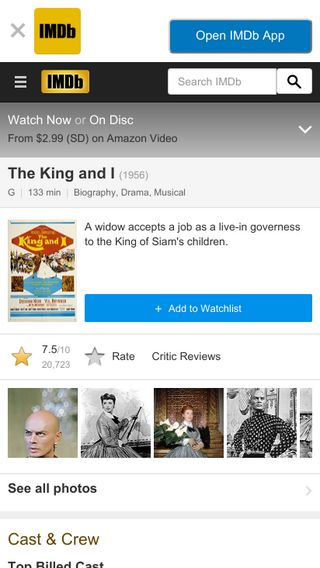 IMDb
Open IMDb App
IMDb
Search IMDb
Watch Now or On Disc
From $2.99 (SD) on Amazon Video
The King and I (1956)
G | 133 min | Biography, Drama, Musical
The King and I
A widow accepts a job as a live-in governess
to the King of Siam's children.
+ Add to Watchlist
7.5/10
20,723
Rate
Critic Reviews
See all photos
Cast & Crew
Top Billed Cast